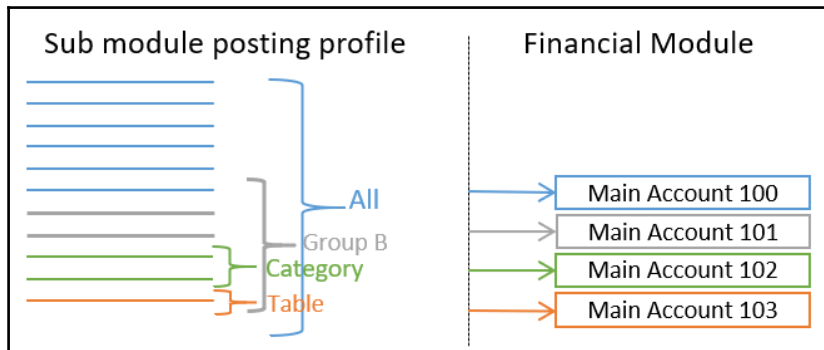 Sub module posting profile
Financial Module
All
Group B
Category
Table
Main Account 100
Main Account 101
Main Account 102
Main Account 103